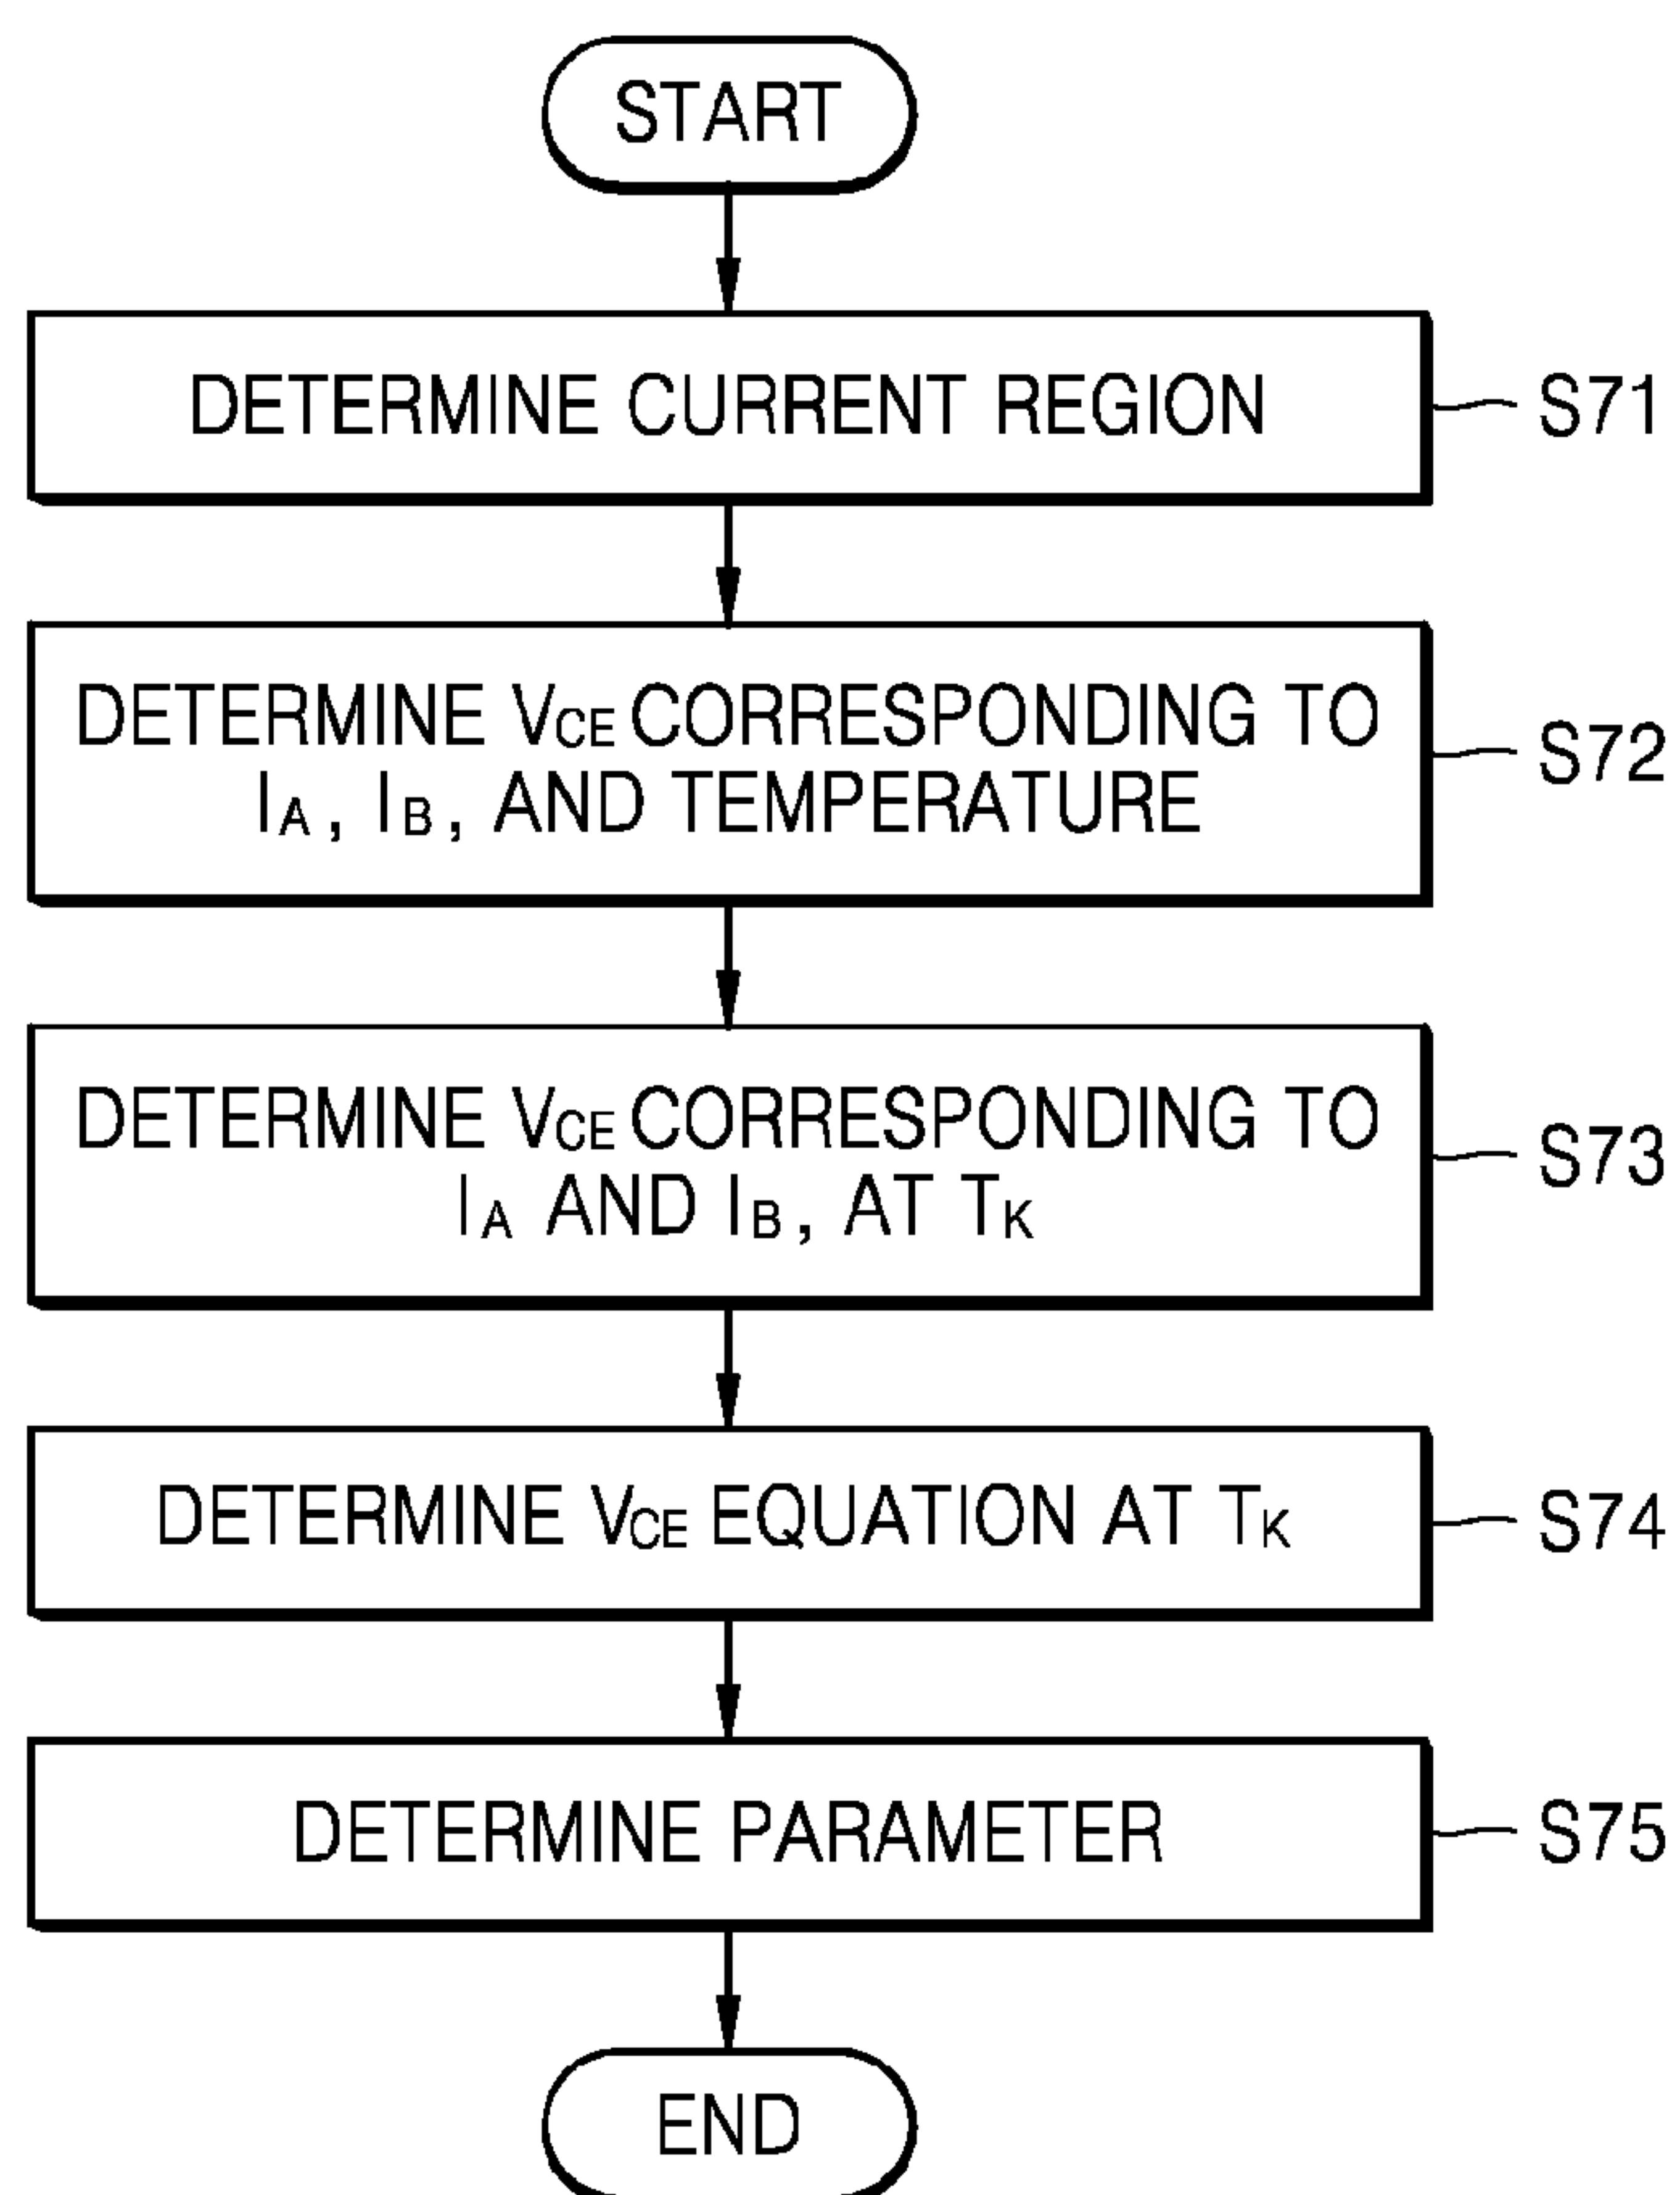 START
DETERMINE CURRENT REGION
S71
DETERMINE VCE CORRESPONDING TO
IA, IB, AND TEMPERATURE
S72
DETERMINE VCE CORRESPONDING TO
IA AND IB, AT TK
S73
DETERMINE VCE EQUATION AT TK
S74
DETERMINE PARAMETER
S75
END